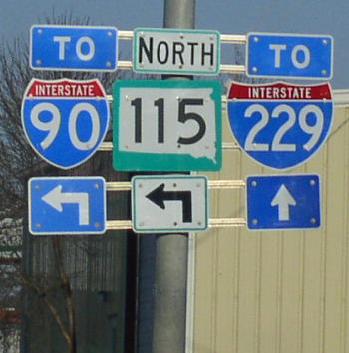 TO NORTH TO
INTERSTATE 90 115 INTERSTATE 229